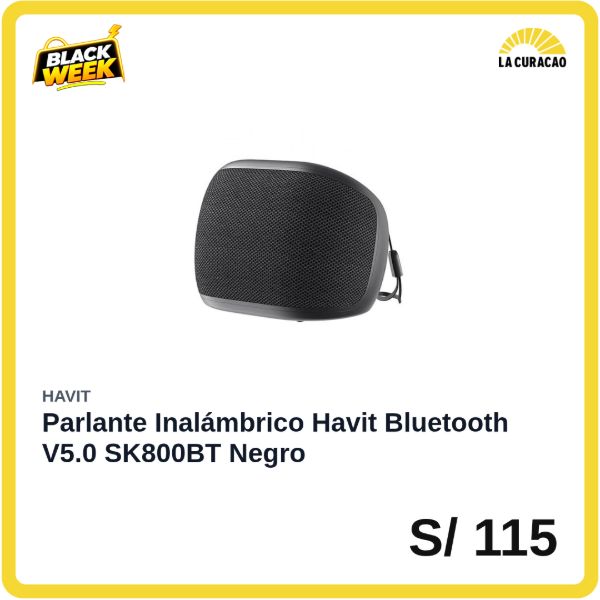 BLACK
WEEK
LA CURACAO
HAVIT
Parlante Inalámbrico Havit Bluetooth
V5.0 SK800BT Negro
S/ 115